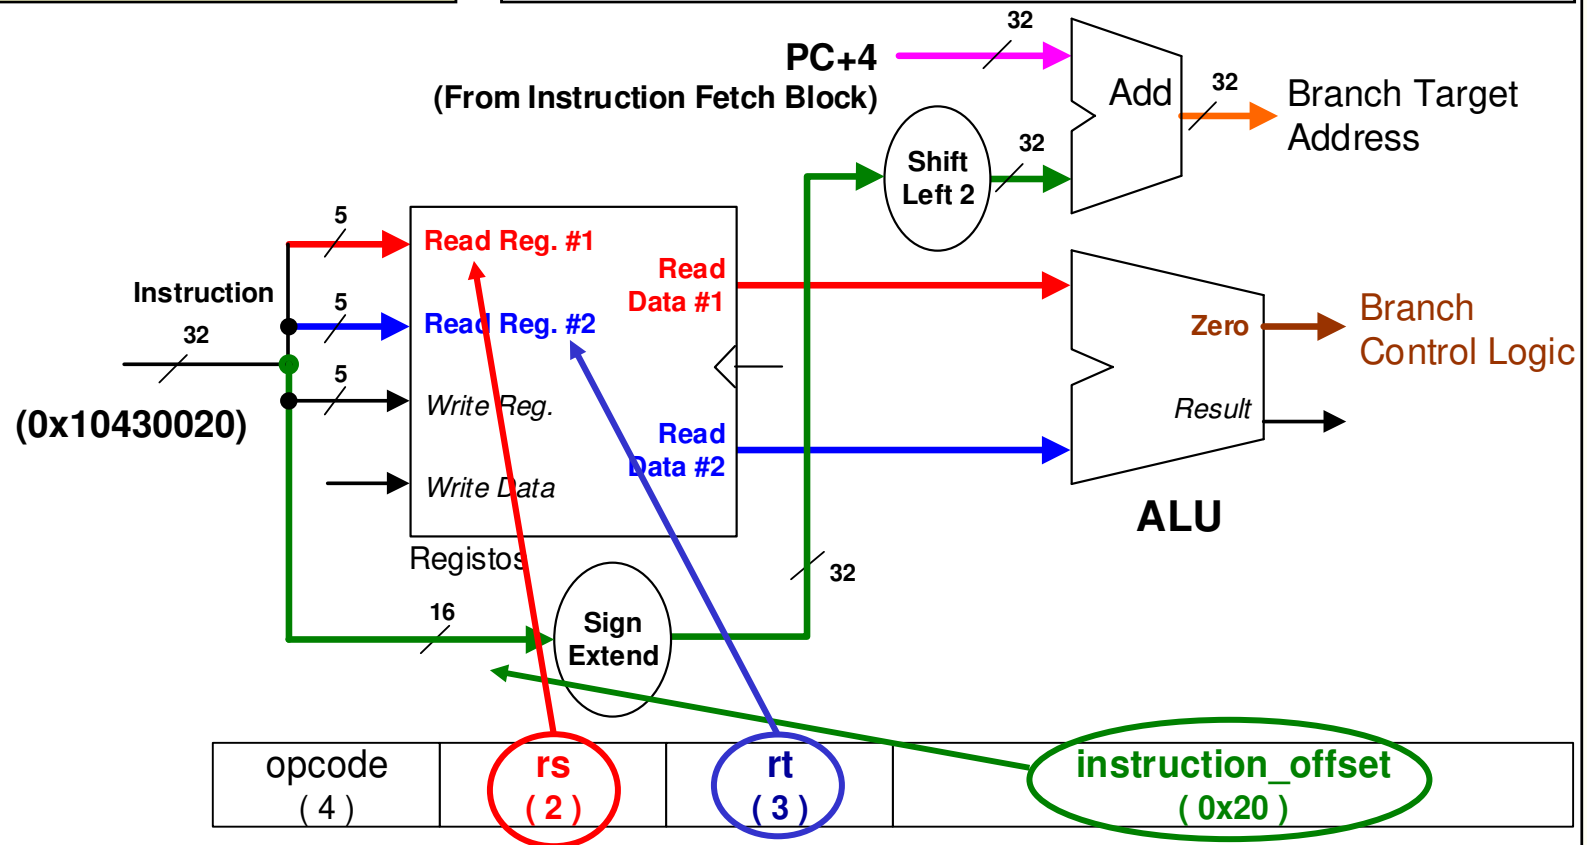 32
PC+4
(From Instruction Fetch Block)
Add
32
Branch Target
Address
Shift
Left 2
32
5
Read Reg. #1
Read
Data #1
Instruction
32
5
Read Reg. #2
Zero
Branch
Control Logic
5
Write Reg.
Result
(0x10430020)
Read
Data #2
Write Data
ALU
Registos
32
16
Sign
Extend
opcode
( 4 )
rs
( 2 )
rt
( 3 )
instruction_offset
( 0x20 )